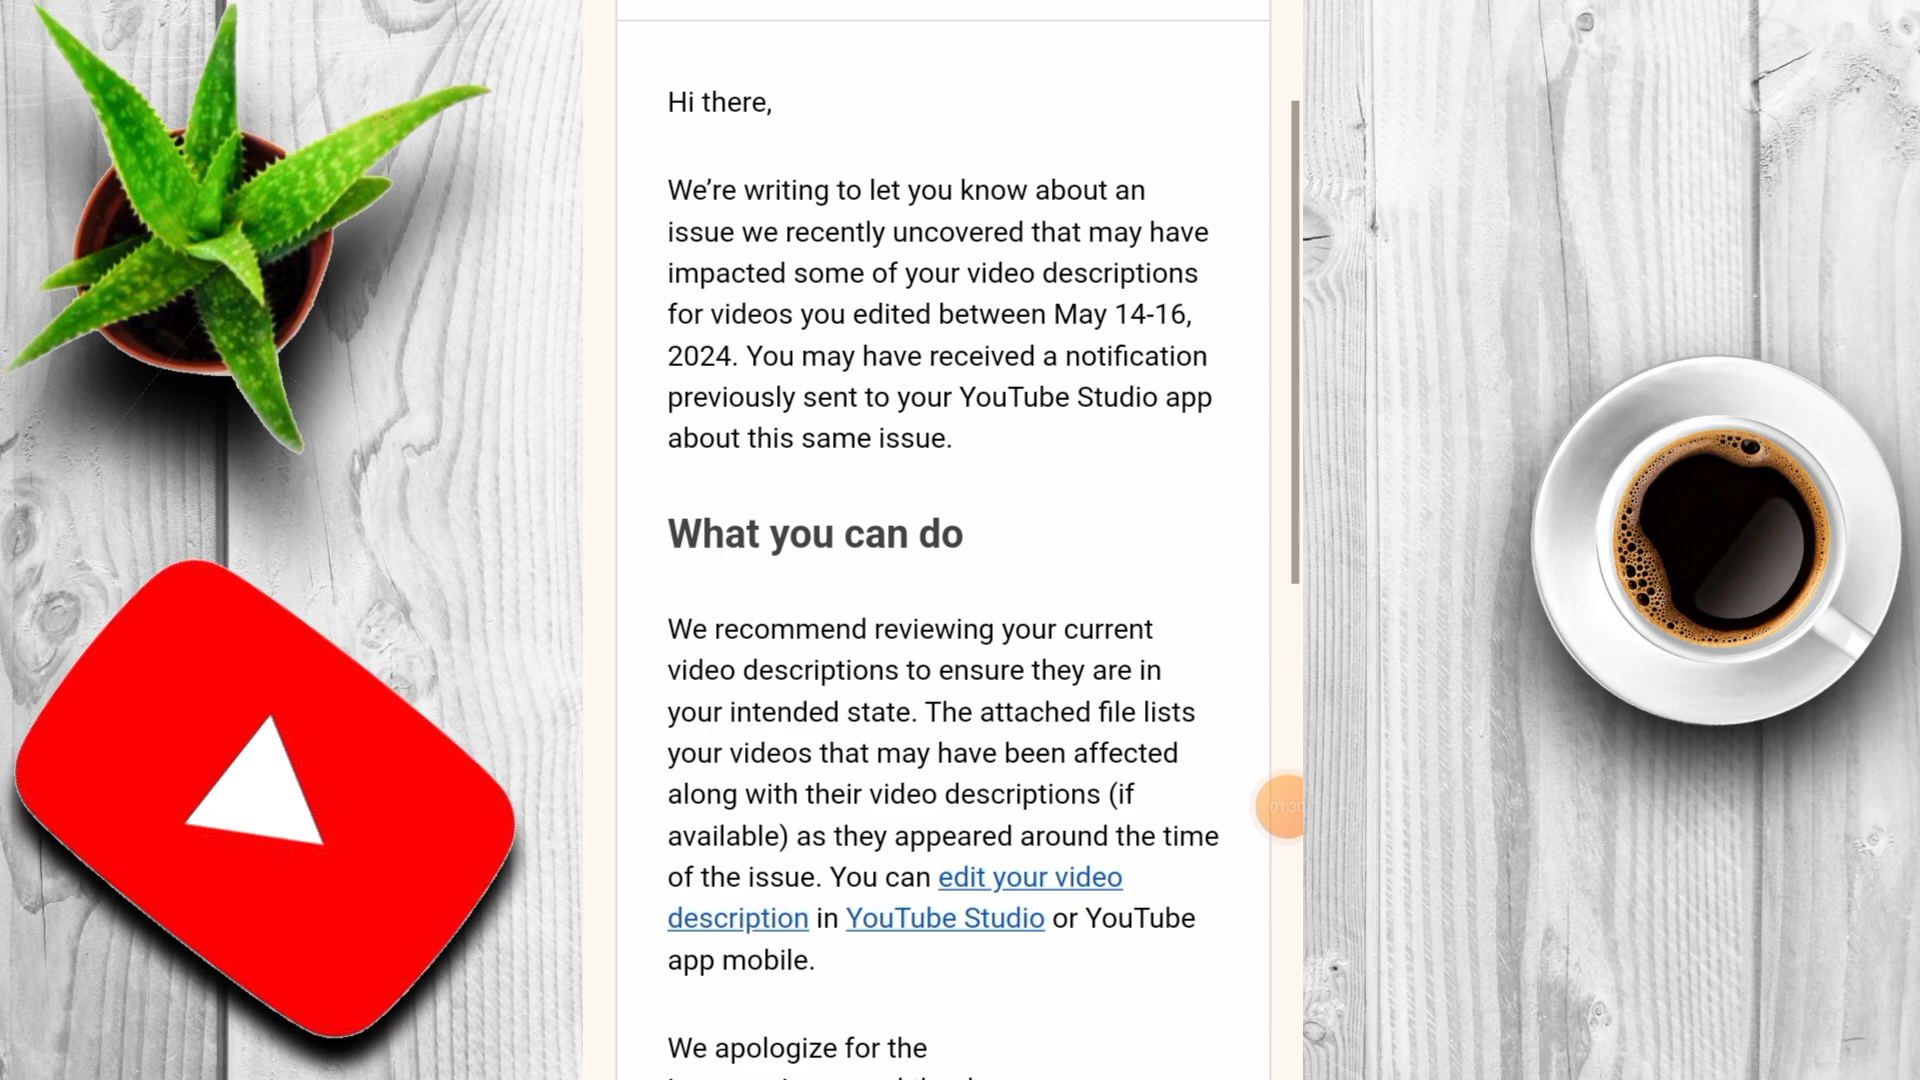 Hi there,
We’re writing to let you know about an
issue we recently uncovered that may have
impacted some of your video descriptions
for videos you edited between May 14-16,
2024. You may have received a notification
previously sent to your YouTube Studio app
about this same issue.
What you can do
We recommend reviewing your current
video descriptions to ensure they are in
your intended state. The attached file lists
your videos that may have been affected
along with their video descriptions (if
available) as they appeared around the time
of the issue. You can edit your video
description in YouTube Studio or YouTube
app mobile.
We apologize for the